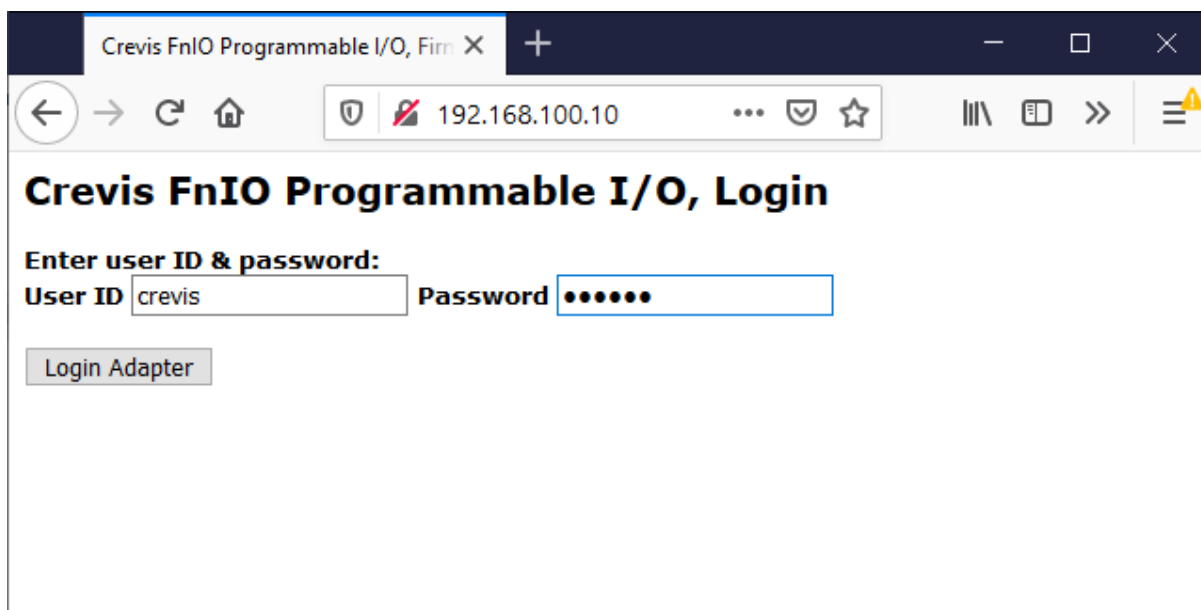 Crevis FnIO Programmable I/O, Firm
192.168.100.10
Crevis FnIO Programmable I/O, Login
Enter user ID & password:
User ID crevis Password ●●●●●●
Login Adapter